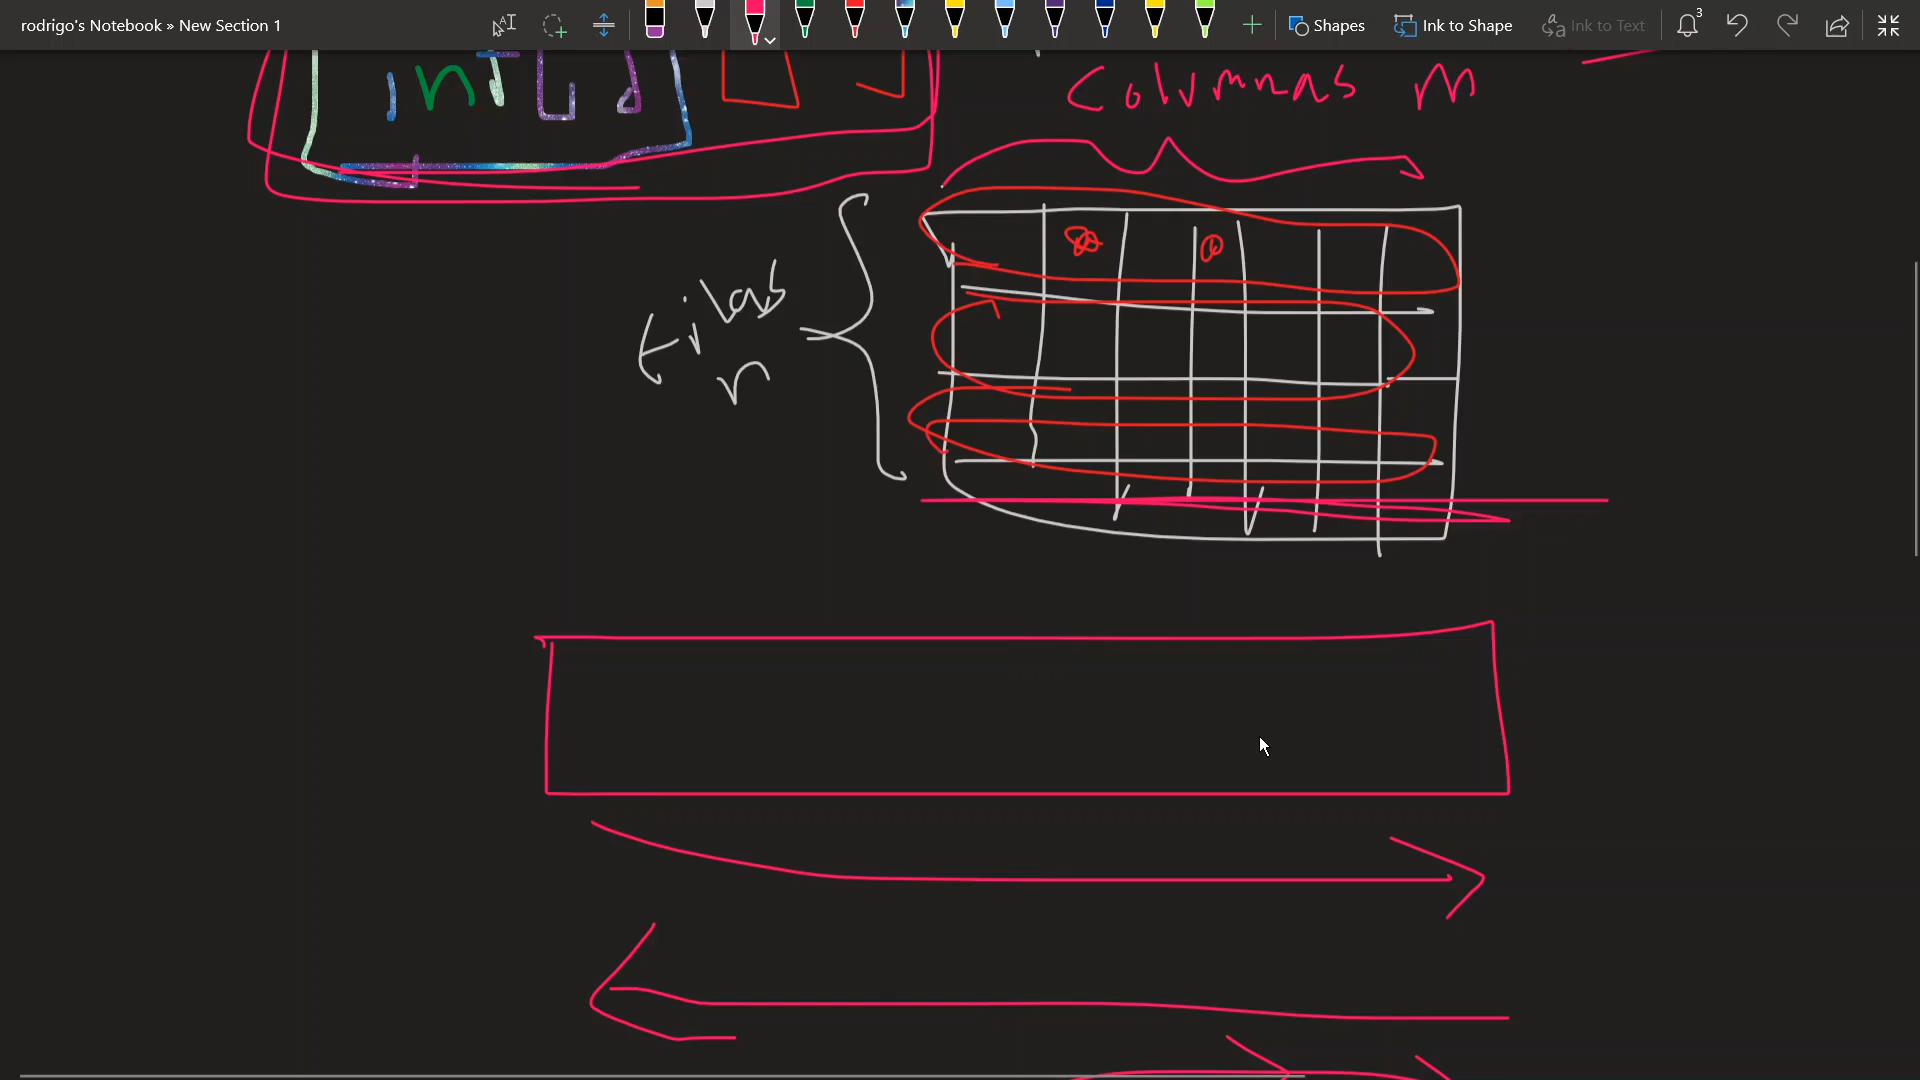 rodrigo's Notebook » New Section 1
Shapes
Ink to Shape
Ink to Text
3
Columnas m
filas
n